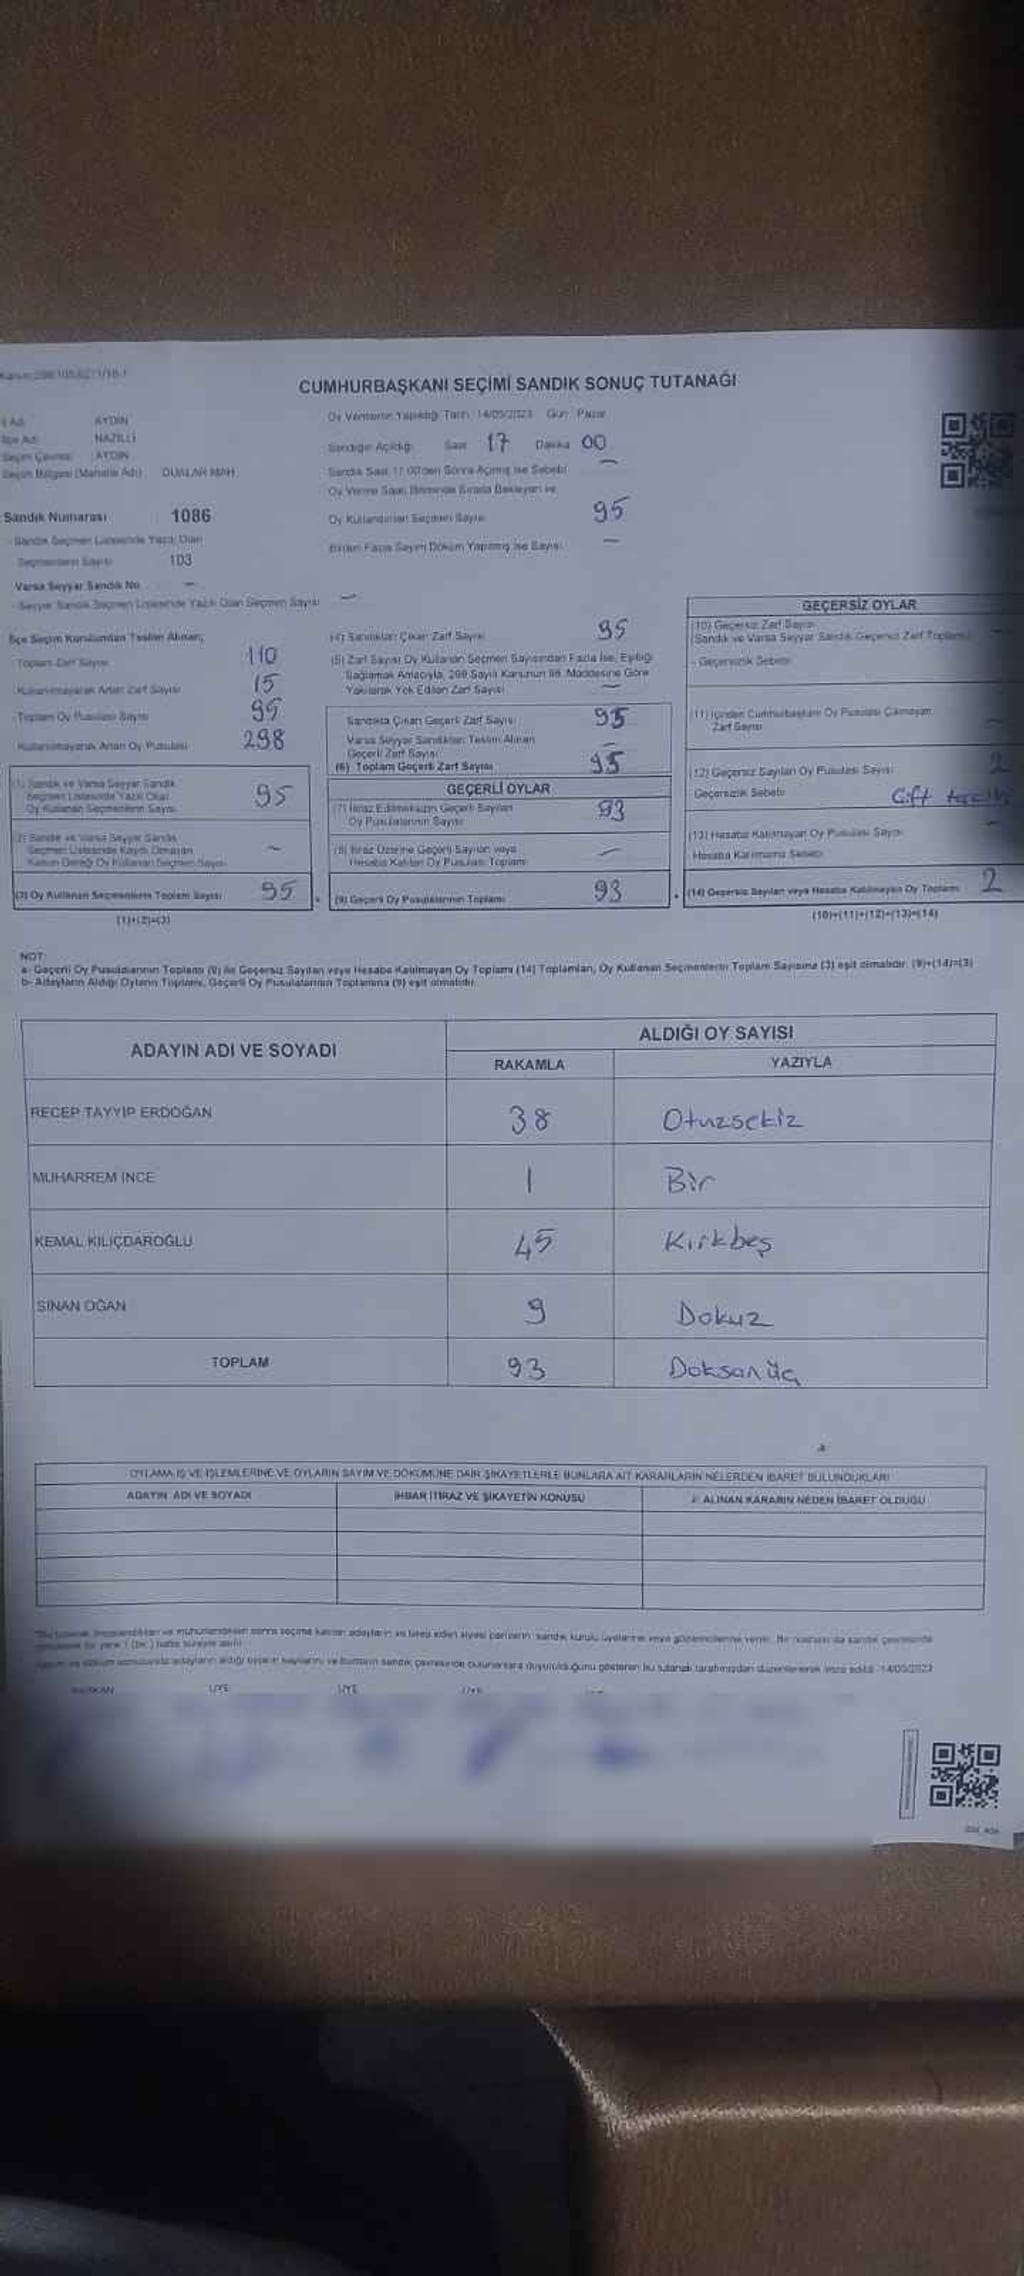 CUMHURBAŞKANI SEÇİMİ SANDIK SONUÇ TUTANAĞI
İl Adı AYDIN
İlçe Adı NAZİLLİ
Seçim Çevresi AYDIN
Seçim Bölgesi (Mahalle Adı) DUALAR MAH.
Sandık Numarası 1086
Sandık Seçmen Listesinde Yazılı Olan
Seçmenlerin Sayısı 103
Varsa Seyyar Sandık No -
- Seyyar Sandık Seçmen Listesinde Yazılı Olan Seçmen Sayısı -
Oy Vermenin Yapıldığı Tarih: 14/05/2023 Gün: Pazar
Sandığın Açıldığı Saat 17 Dakika 00
Sandık Saat 17.00'den Sonra Açılmış İse Sebebi -
Oy Verme Saati Bitiminde Sırada Bekleyen ve
Oy Kullandırılan Seçmen Sayısı 95
Birden Fazla Sayım Döküm Yapılmış İse Sayısı -
İlçe Seçim Kurulundan Teslim Alınan;
Toplam Zarf Sayısı 110
Kullanılmayarak Artan Zarf Sayısı 15
Toplam Oy Pusulası Sayısı
Kullanılmayarak Artan Oy Pusulası 298
(1) Sandık ve Varsa Seyyar Sandık
Seçmen Listesinde Yazılı Olup
Oy Kullanan Seçmenlerin Sayısı 95
(2) Sandık ve Varsa Seyyar Sandık
Seçmen Listesinde Kaydı Olmayan
Kanun Gereği Oy Kullanan Seçmen Sayısı -
(3) Oy Kullanan Seçmenlerin Toplam Sayısı 95
(1)+(2)=(3)
(4) Sandıktan Çıkan Zarf Sayısı 95
(5) Zarf Sayısı Oy Kullanan Seçmen Sayısından Fazla İse, Eşitliği
Sağlamak Amacıyla, 298 Sayılı Kanunun 98. Maddesine Göre
Yakılarak Yok Edilen Zarf Sayısı -
Sandıkta Çıkan Geçerli Zarf Sayısı 95
Varsa Seyyar Sandıktan Teslim Alınan
Geçerli Zarf Sayısı -
(6) Toplam Geçerli Zarf Sayısı 95
GEÇERLİ OYLAR
(7) İtiraz Edilmeksizin Geçerli Sayılan
Oy Pusulalarının Sayısı 93
(8) İtiraz Üzerine Geçerli Sayılan veya
Hesaba Katılan Oy Pusulası Toplamı -
(9) Geçerli Oy Pusulalarının Toplamı 93
GEÇERSİZ OYLAR
(10) Geçersiz Zarf Sayısı
(Sandık ve Varsa Seyyar Sandık Geçersiz Zarf Toplamı) -
- Geçersizlik Sebebi
(11) İçinden Cumhurbaşkanı Oy Pusulası Çıkmayan
Zarf Sayısı -
(12) Geçersiz Sayılan Oy Pusulası Sayısı 2
Geçersizlik Sebebi Çift
(13) Hesaba Katılmayan Oy Pusulası Sayısı -
Hesaba Katılmama Sebebi
(14) Geçersiz Sayılan veya Hesaba Katılmayan Oy Toplamı 2
(10)+(11)+(12)+(13)=(14)
NOT:
a- Geçerli Oy Pusulalarının Toplamı (9) ile Geçersiz Sayılan veya Hesaba Katılmayan Oy Toplamı (14) Toplamları, Oy Kullanan Seçmenlerin Toplam Sayısına (3) eşit olmalıdır. (9)+(14)=(3)
b- Adayların Aldığı Oyların Toplamı, Geçerli Oy Pusulalarının Toplamına (9) eşit olmalıdır.
ADAYIN ADI VE SOYADI ALDIĞI OY SAYISI
RAKAMLA YAZIYLA
RECEP TAYYİP ERDOĞAN 38 Otuzsekiz
MUHARREM İNCE 1 Bir
KEMAL KILIÇDAROĞLU 45 Kırkbeş
SİNAN OĞAN 9 Dokuz
TOPLAM 93 Doksanüç
OYLAMA İŞ VE İŞLEMLERİNE VE OYLARIN SAYIM VE DÖKÜMÜNE DAİR ŞİKAYETLERLE BUNLARA AİT KARARLARIN NELERDEN İBARET BULUNDUKLARI
ADAYIN ADI VE SOYADI İHBAR İTİRAZ VE ŞİKAYETİN KONUSU ALINAN KARARIN NEDEN İBARET OLDUĞU
BAŞKAN ÜYE ÜYE ÜYE